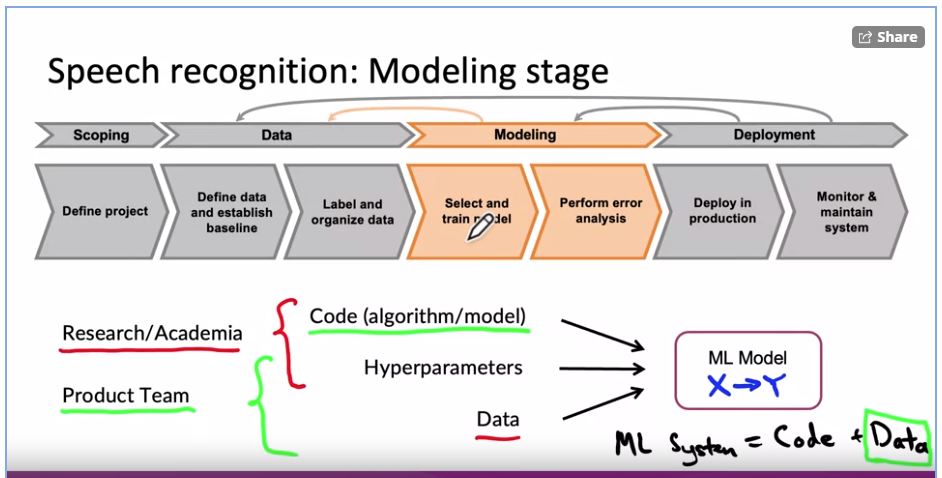 Share
Speech recognition: Modeling stage
Scoping Data Modeling Deployment
Define project
Define data
and establish
baseline
Label and
organize data
Select and
train model
Perform error
analysis
Deploy in
production
Monitor &
maintain
system
Research/Academia
Product Team
Code (algorithm/model)
Hyperparameters
Data
ML Model
X→Y
ML System = Code + Data